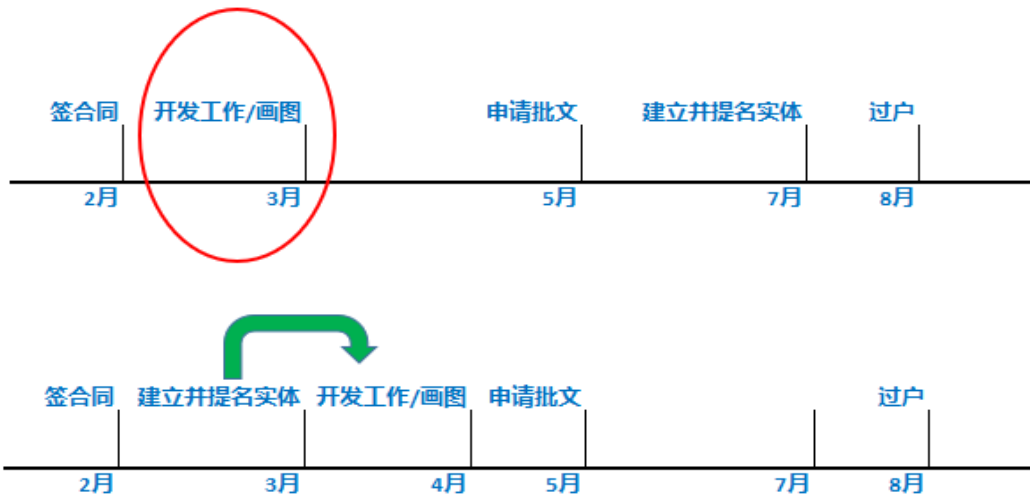 签合同 开发工作/画图 申请批文 建立并提名实体 过户
2月 3月 5月 7月 8月
签合同 建立并提名实体 开发工作/画图 申请批文 过户
2月 3月 4月 5月 7月 8月